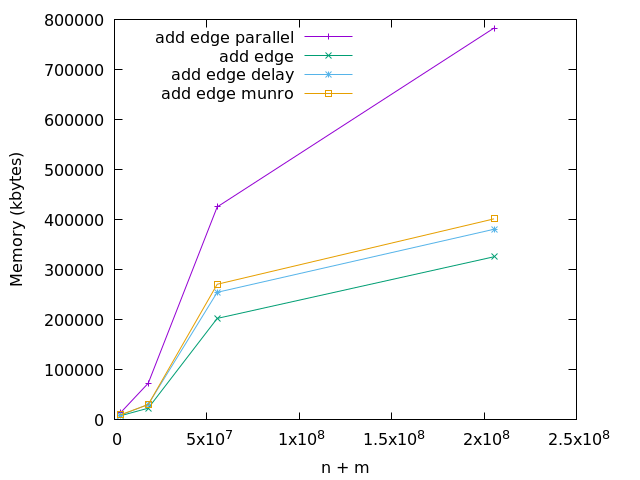 800000
700000
600000
500000
400000
300000
200000
100000
0
Memory (kbytes)
add edge parallel
add edge
add edge delay
add edge munro
0 5x10⁷ 1x10⁸ 1.5x10⁸ 2x10⁸ 2.5x10⁸
n + m